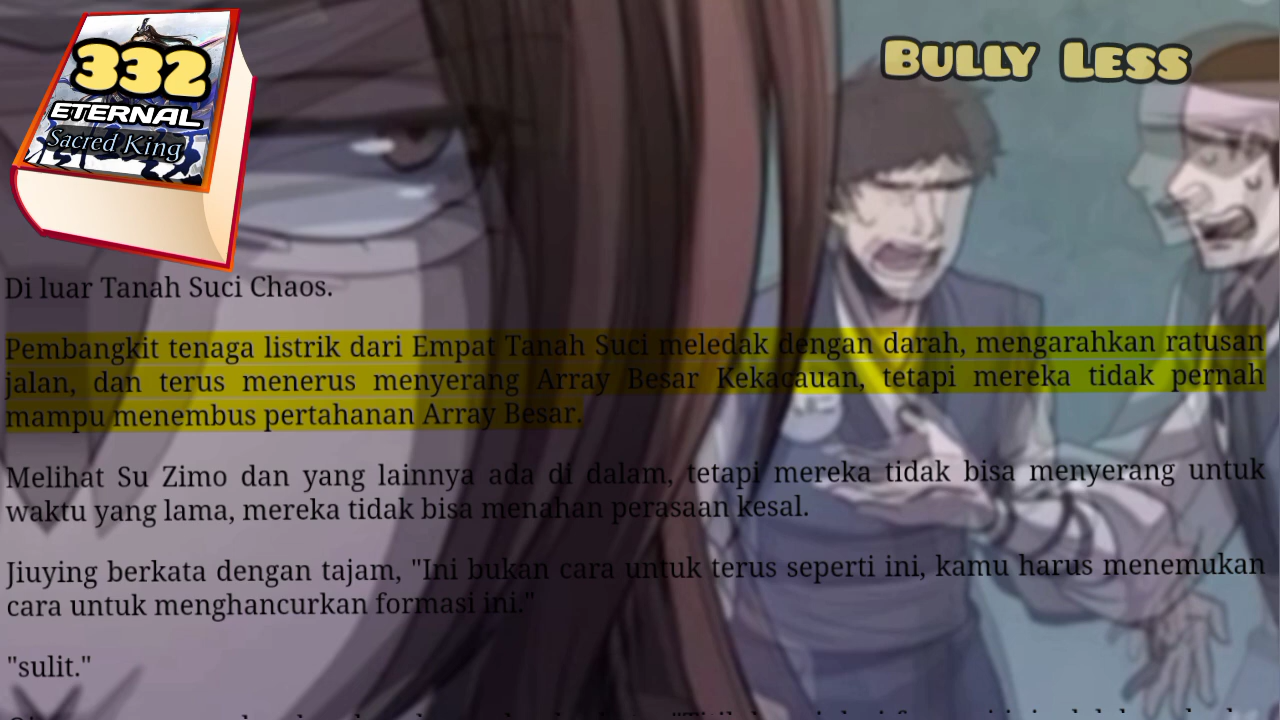 332
ETERNAL
Sacred King
BULLY LESS
Di luar Tanah Suci Chaos.
Pembangkit tenaga listrik dari Empat Tanah Suci meledak dengan darah, mengarahkan ratusan
jalan, dan terus menerus menyerang Array Besar Kekacauan, tetapi mereka tidak pernah
mampu menembus pertahanan Array Besar.
Melihat Su Zimo dan yang lainnya ada di dalam, tetapi mereka tidak bisa menyerang untuk
waktu yang lama, mereka tidak bisa menahan perasaan kesal.
Jiuying berkata dengan tajam, "Ini bukan cara untuk terus seperti ini, kamu harus menemukan
cara untuk menghancurkan formasi ini."
"sulit."